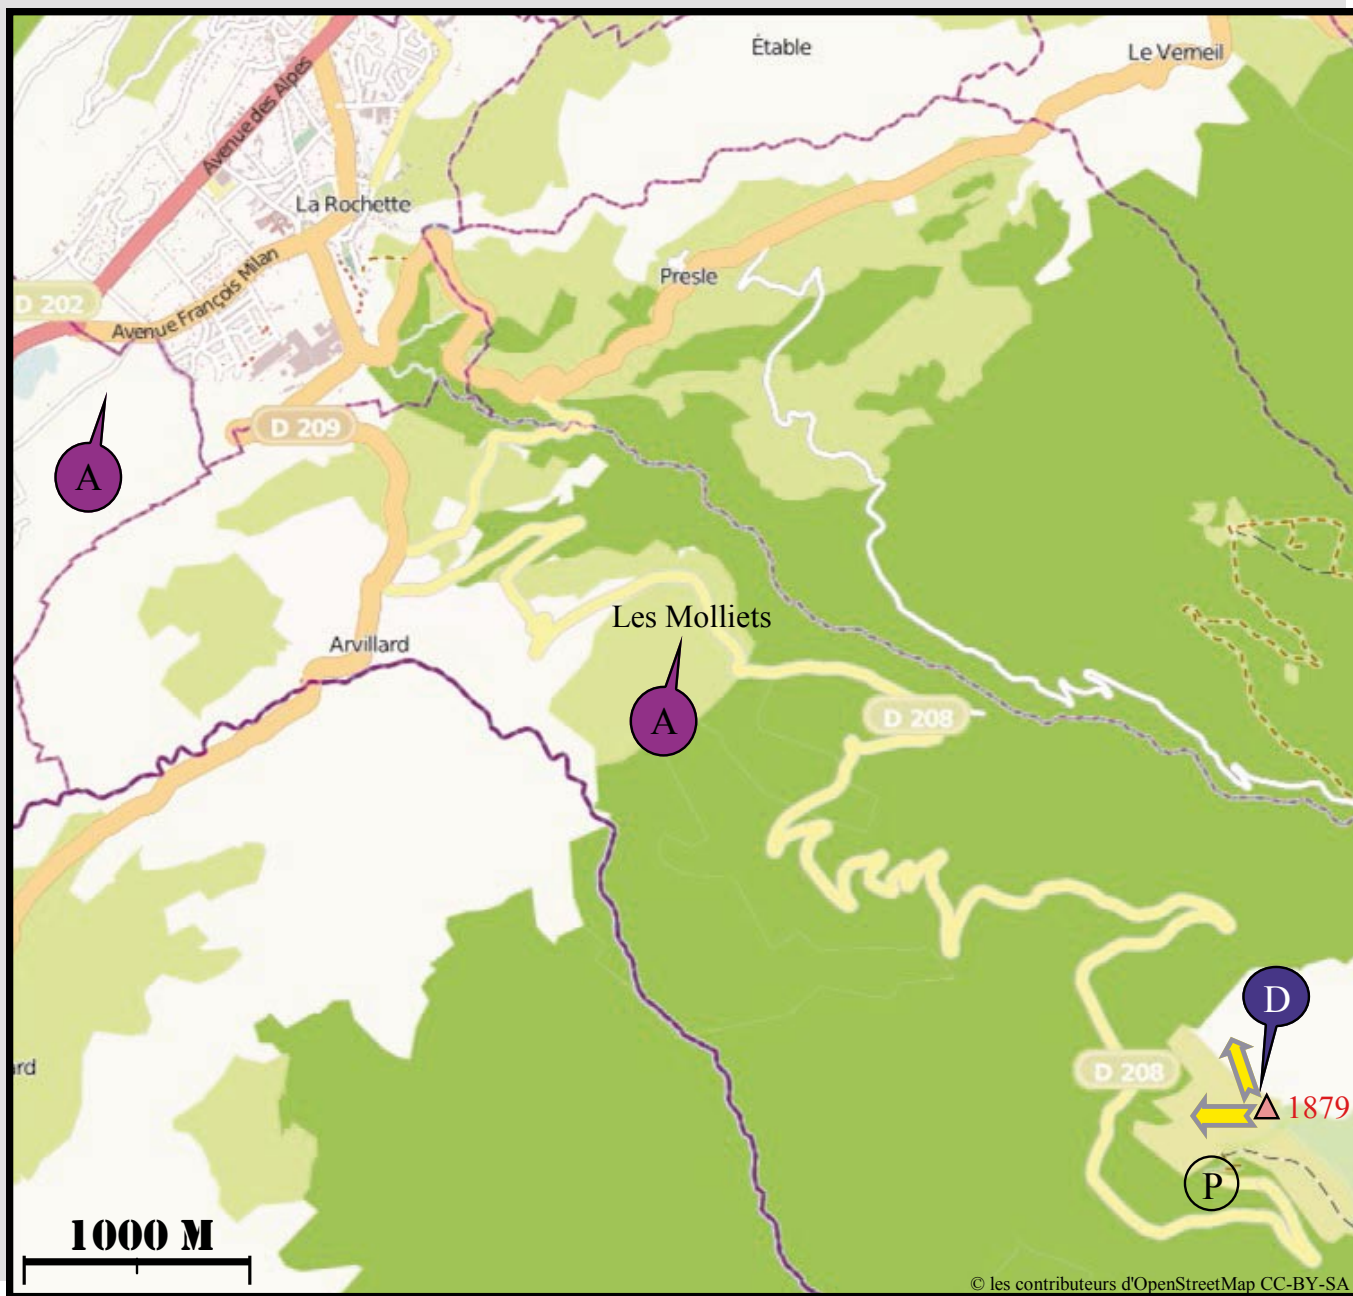 Étable
Le Verneil
Avenue des Alpes
La Rochette
Presle
D 202
Avenue François Milan
A
D 209
Les Molliets
Arvillard
A
D 208
D
ard
D 208
1879
P
1000 M
© les contributeurs d'OpenStreetMap CC-BY-SA